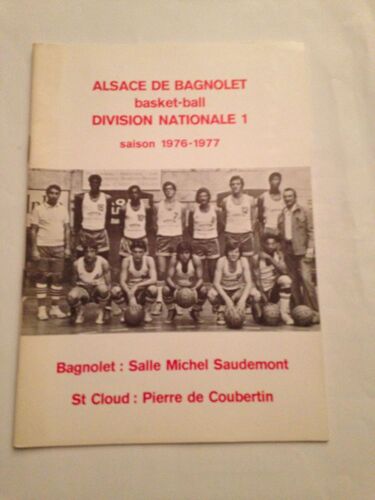 ALSACE DE BAGNOLET
basket-ball
DIVISION NATIONALE 1
saison 1976-1977
Bagnolet : Salle Michel Saudemont
St Cloud : Pierre de Coubertin